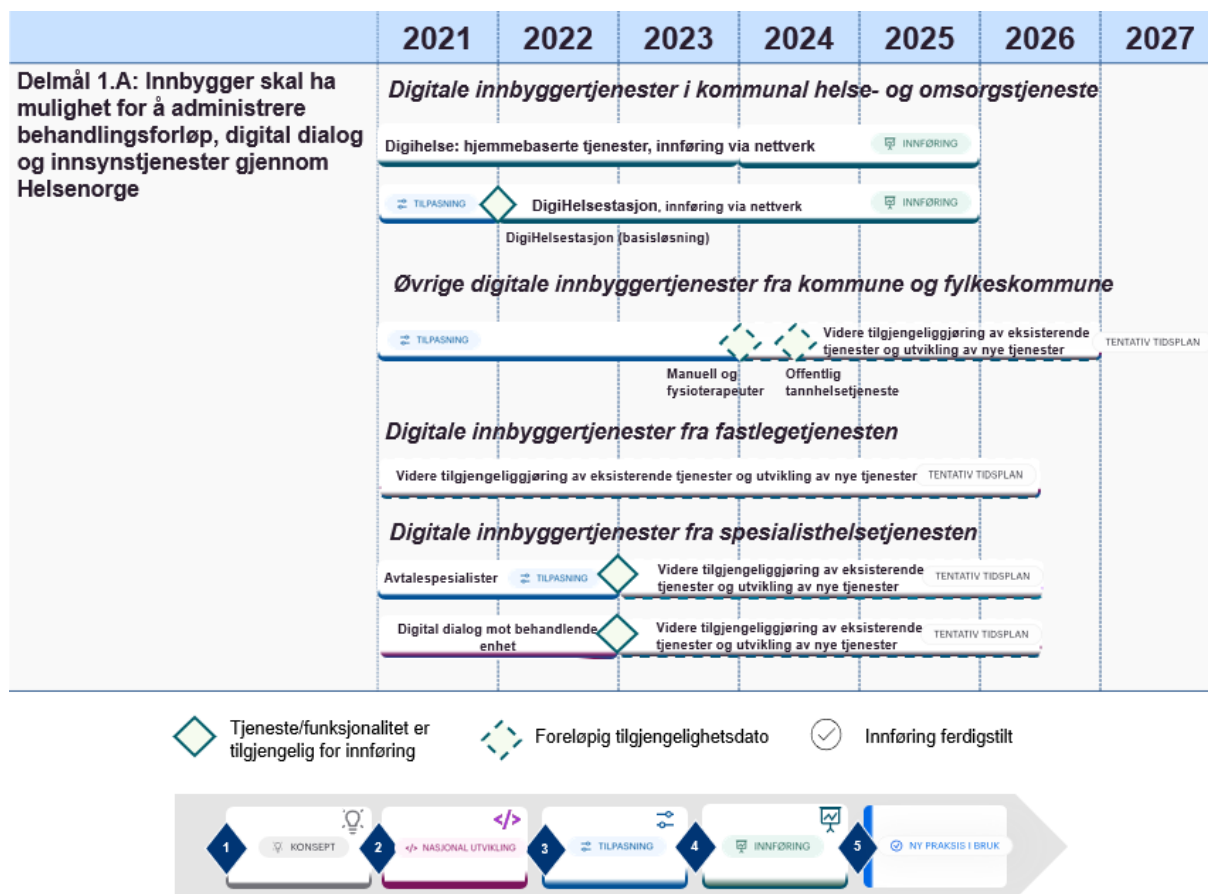 2021 2022 2023 2024 2025 2026 2027
Delmål 1.A: Innbygger skal ha
mulighet for å administrere
behandlingsforløp, digital dialog
og innsynstjenester gjennom
Helsenorge
Digitale innbyggertjenester i kommunal helse- og omsorgstjeneste
Digihelse: hjemmebaserte tjenester, innføring via nettverk INNFØRING
TILPASNING DigiHelsestasjon, innføring via nettverk INNFØRING
DigiHelsestasjon (basisløsning)
Øvrige digitale innbyggertjenester fra kommune og fylkeskommune
TILPASNING
Videre tilgjengeliggjøring av eksisterende
tjenester og utvikling av nye tjenester
TENTATIV TIDSPLAN
Manuell og
fysioterapeuter
Offentlig
tannhelsetjeneste
Digitale innbyggertjenester fra fastlegetjenesten
Videre tilgjengeliggjøring av eksisterende tjenester og utvikling av nye tjenester TENTATIV TIDSPLAN
Digitale innbyggertjenester fra spesialisthelsetjenesten
Avtalespesialister TILPASNING
Videre tilgjengeliggjøring av eksisterende
tjenester og utvikling av nye tjenester
TENTATIV TIDSPLAN
Digital dialog mot behandlende
enhet
Videre tilgjengeliggjøring av eksisterende
tjenester og utvikling av nye tjenester
TENTATIV TIDSPLAN
Tjeneste/funksjonalitet er
tilgjengelig for innføring
Foreløpig tilgjengelighetsdato
Innføring ferdigstilt
1 KONSEPT 2 </> NASJONAL UTVIKLING 3 TILPASNING 4 INNFØRING 5 NY PRAKSIS I BRUK